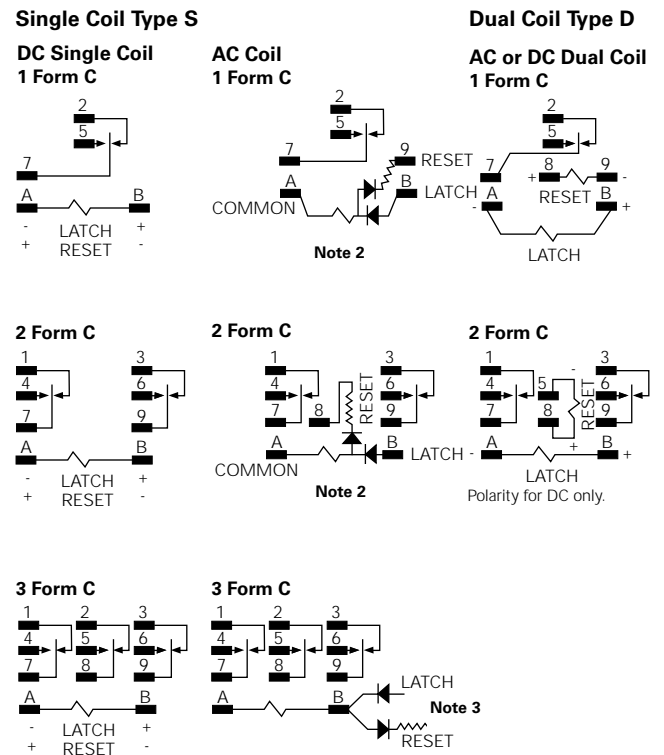 Single Coil Type S
Dual Coil Type D
DC Single Coil
1 Form C
2
5
7
A
B
- LATCH +
+ RESET -
AC Coil
1 Form C
2
5
7
9
RESET
A
B
LATCH
COMMON
Note 2
AC or DC Dual Coil
1 Form C
2
5
7
8
9
+
-
RESET
A
B
-
+
LATCH
2 Form C
1
3
4
6
7
9
A
B
- LATCH +
+ RESET -
2 Form C
1
3
4
6
7
8
9
RESET
A
B
LATCH
COMMON
Note 2
2 Form C
1
3
4
5
6
7
8
9
-
RESET
+
A
B
-
+
LATCH
Polarity for DC only.
3 Form C
1
2
3
4
5
6
7
8
9
A
B
- LATCH +
+ RESET -
3 Form C
1
2
3
4
5
6
7
8
9
A
B
LATCH
Note 3
RESET